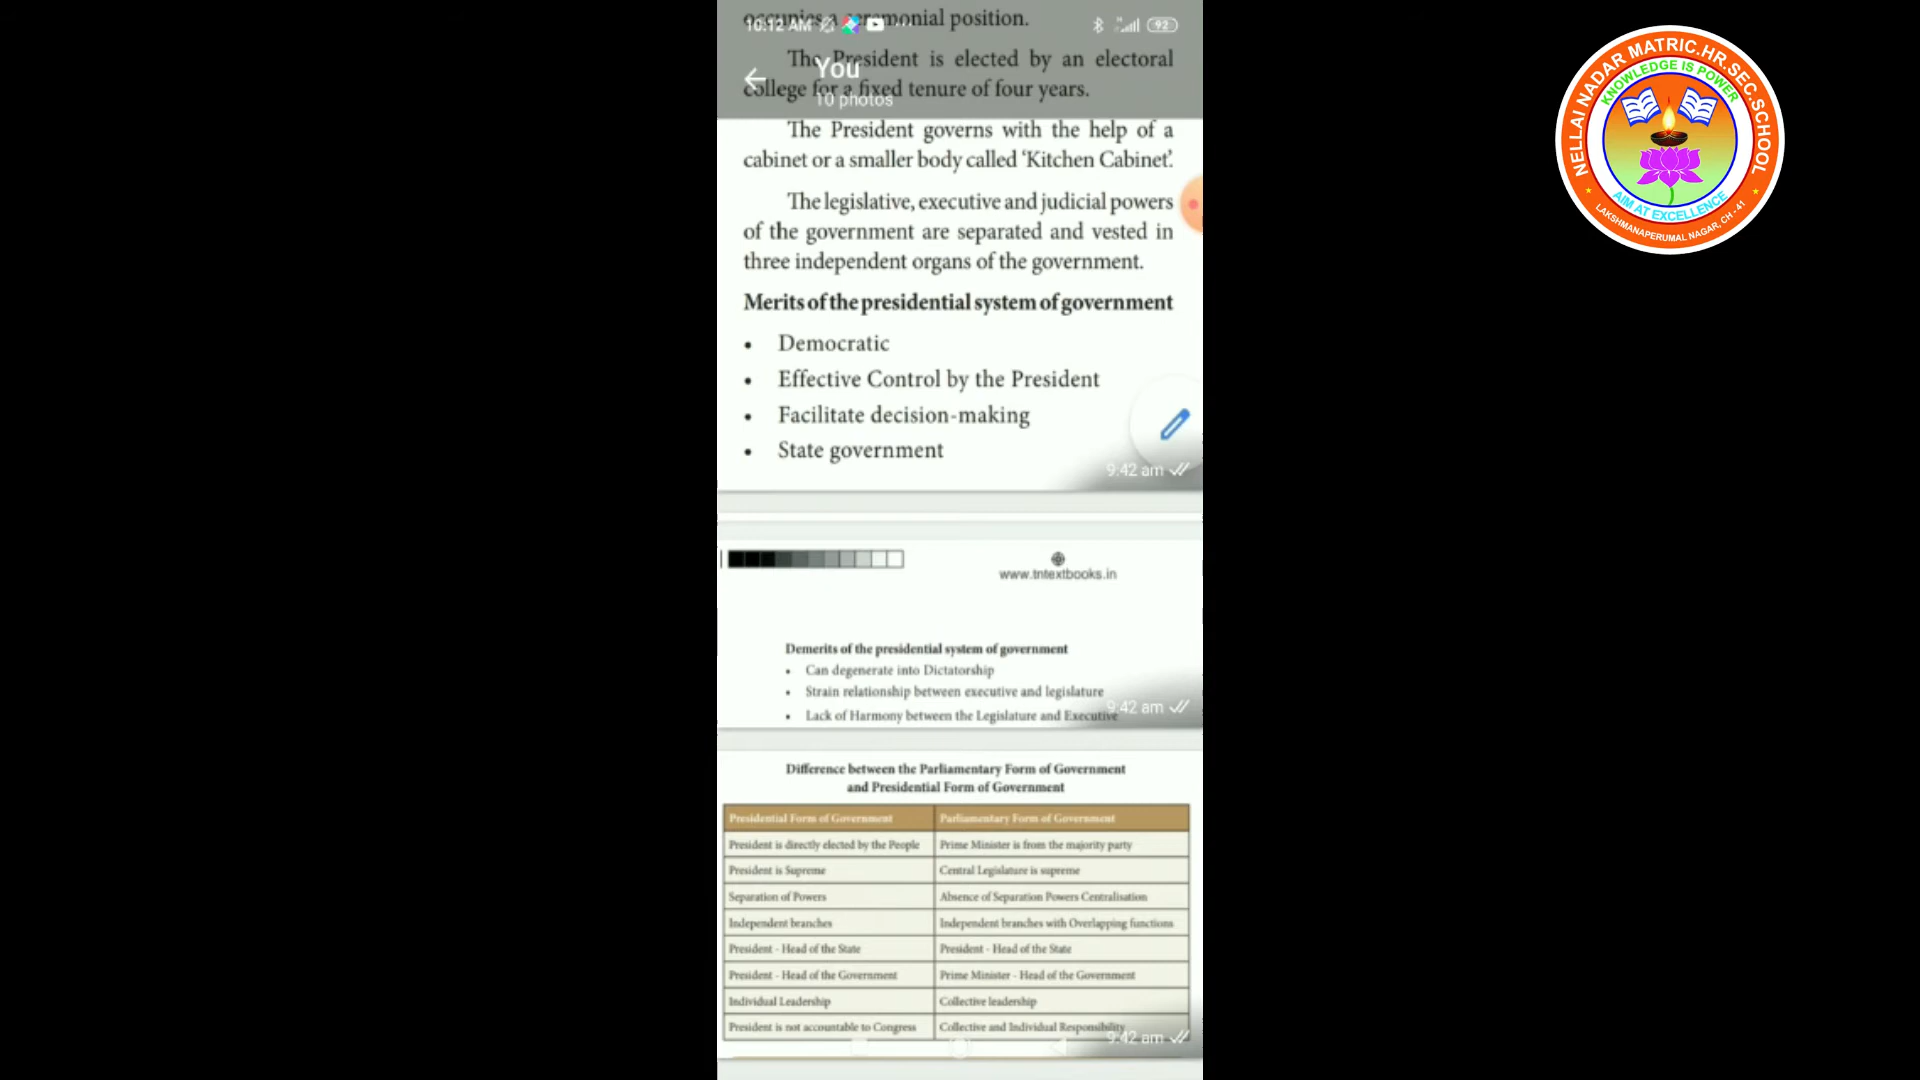 occupies a ceremonial position.
10:12 AM
92
The President is elected by an electoral
You
college for a fixed tenure of four years.
10 photos
The President governs with the help of a
cabinet or a smaller body called ‘Kitchen Cabinet’.
The legislative, executive and judicial powers
of the government are separated and vested in
three independent organs of the government.
Merits of the presidential system of government
• Democratic
• Effective Control by the President
• Facilitate decision-making
• State government
9:42 am
www.tntextbooks.in
Demerits of the presidential system of government
• Can degenerate into Dictatorship
• Strain relationship between executive and legislature
• Lack of Harmony between the Legislature and Executive
9:42 am
Difference between the Parliamentary Form of Government
and Presidential Form of Government
Presidential Form of Government Parliamentary Form of Government
President is directly elected by the People Prime Minister is from the majority party
President is Supreme Central Legislature is supreme
Separation of Powers Absence of Separation Powers Centralisation
Independent branches Independent branches with Overlapping functions
President - Head of the State President - Head of the State
President - Head of the Government Prime Minister - Head of the Government
Individual Leadership Collective leadership
President is not accountable to Congress Collective and Individual Responsibility
9:42 am
NELLAI NADAR MATRIC.HR.SEC.SCHOOL
KNOWLEDGE IS POWER
AIM AT EXCELLENCE
LAKSHMANAPERUMAL NAGAR, CH - 41